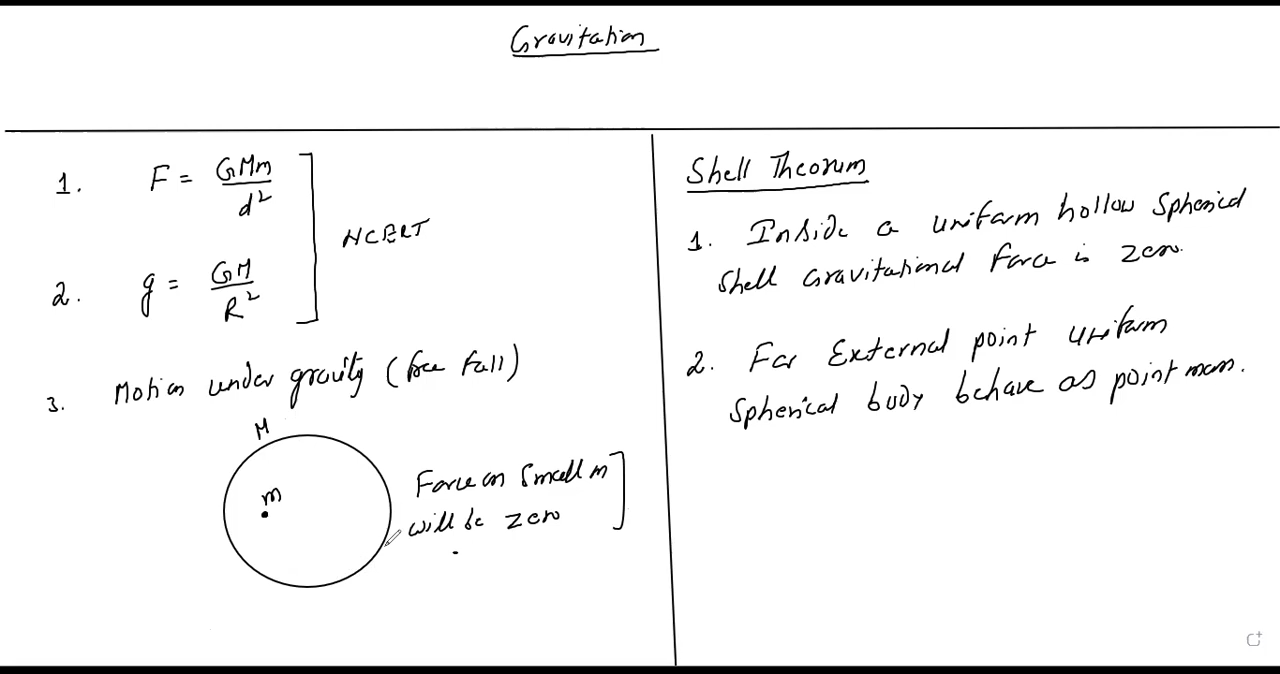 Gravitation
1. F = GMm / d²
NCERT
2. g = GM / R²
3. Motion under gravity (free fall)
M
m
Force on small m
will be zero
Shell Theorum
1. Inside a uniform hollow spherical
shell gravitational force is zero.
2. For External point uniform
spherical body behave as point mass.